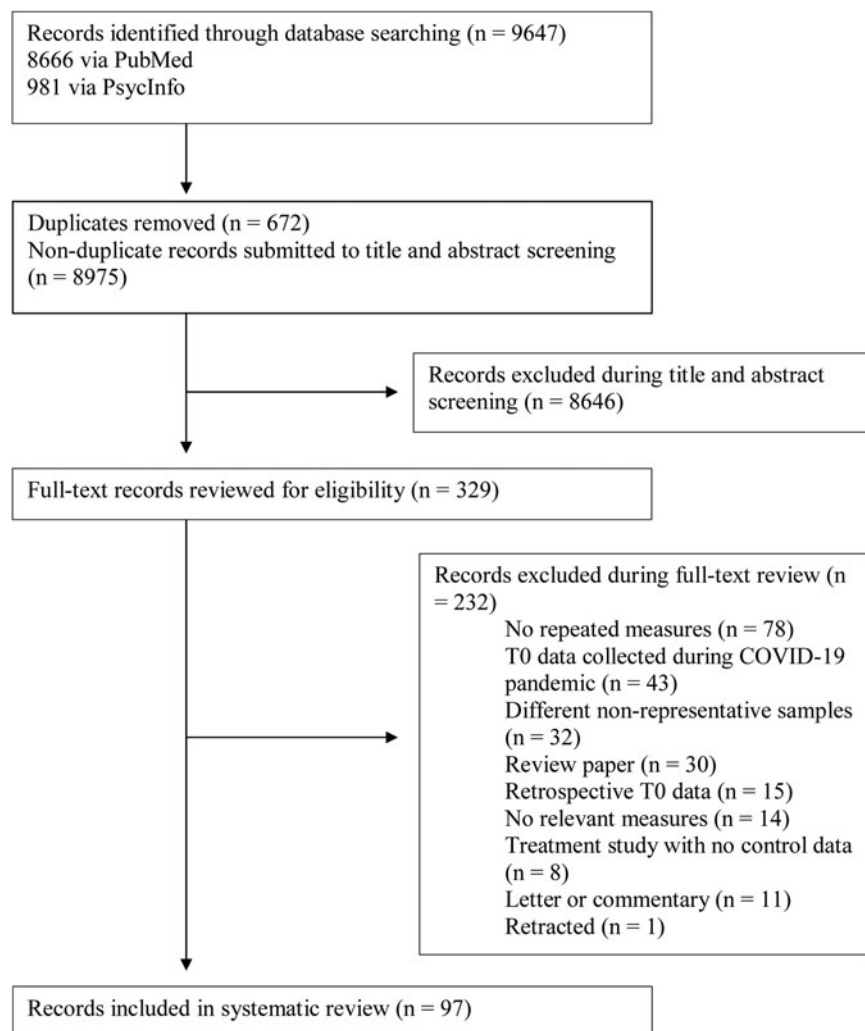 Records identified through database searching (n = 9647)
8666 via PubMed
981 via PsycInfo
Duplicates removed (n = 672)
Non-duplicate records submitted to title and abstract screening
(n = 8975)
Records excluded during title and abstract
screening (n = 8646)
Full-text records reviewed for eligibility (n = 329)
Records excluded during full-text review (n
= 232)
No repeated measures (n = 78)
T0 data collected during COVID-19
pandemic (n = 43)
Different non-representative samples
(n = 32)
Review paper (n = 30)
Retrospective T0 data (n = 15)
No relevant measures (n = 14)
Treatment study with no control data
(n = 8)
Letter or commentary (n = 11)
Retracted (n = 1)
Records included in systematic review (n = 97)